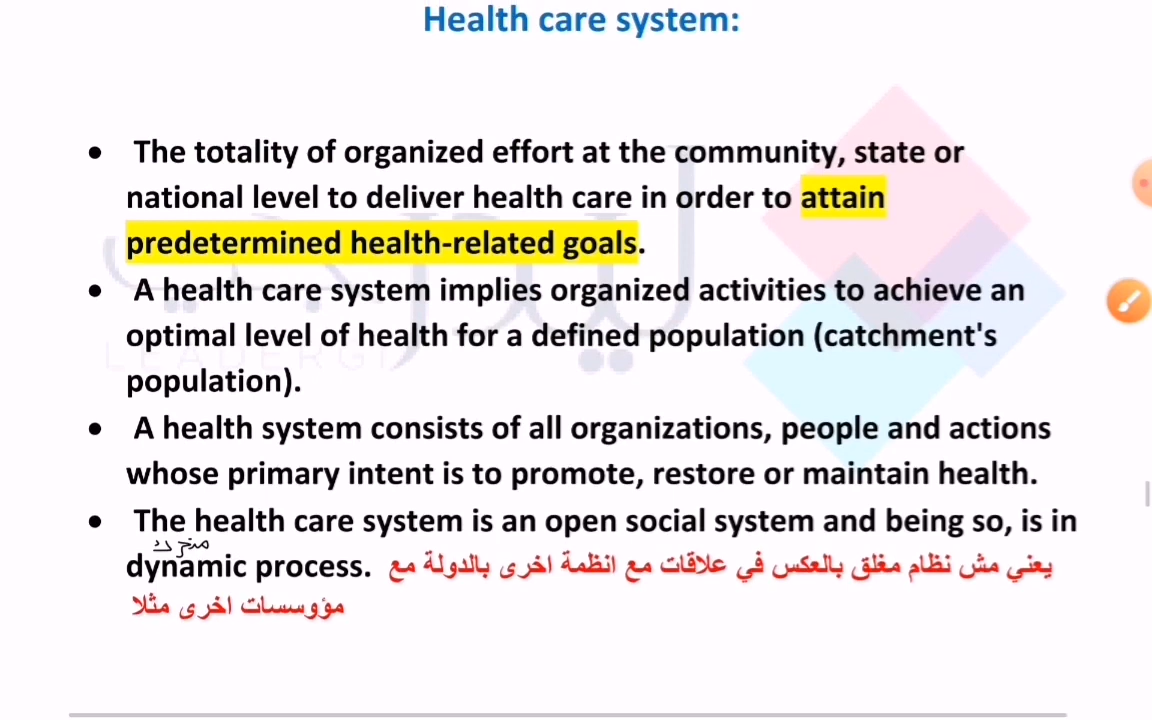 Health care system:
• The totality of organized effort at the community, state or
national level to deliver health care in order to attain
predetermined health-related goals.
• A health care system implies organized activities to achieve an
optimal level of health for a defined population (catchment's
population).
• A health system consists of all organizations, people and actions
whose primary intent is to promote, restore or maintain health.
• The health care system is an open social system and being so, is in
متحرك
dynamic process. يعني مش نظام مغلق بالعكس في علاقات مع انظمة اخرى بالدولة مع
مؤوسسات اخرى مثلا